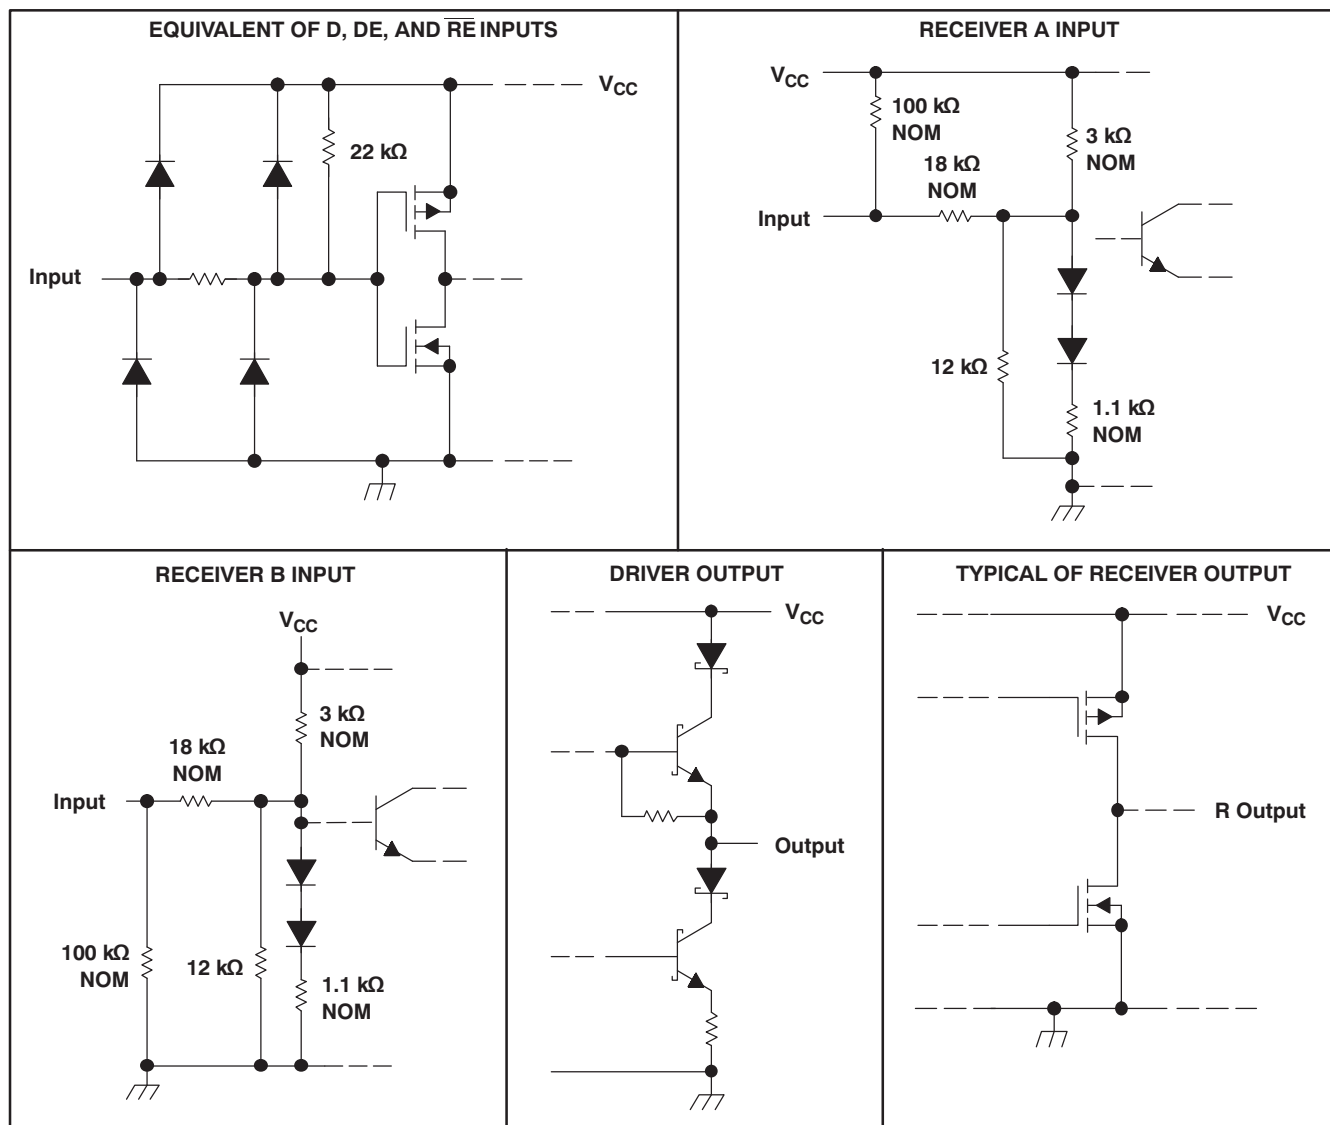 EQUIVALENT OF D, DE, AND R̅E̅ INPUTS
VCC
22 kΩ
Input
RECEIVER A INPUT
VCC
100 kΩ
NOM
3 kΩ
NOM
18 kΩ
NOM
Input
12 kΩ
1.1 kΩ
NOM
RECEIVER B INPUT
VCC
3 kΩ
NOM
18 kΩ
NOM
Input
100 kΩ
NOM
12 kΩ
1.1 kΩ
NOM
DRIVER OUTPUT
VCC
Output
TYPICAL OF RECEIVER OUTPUT
VCC
R Output